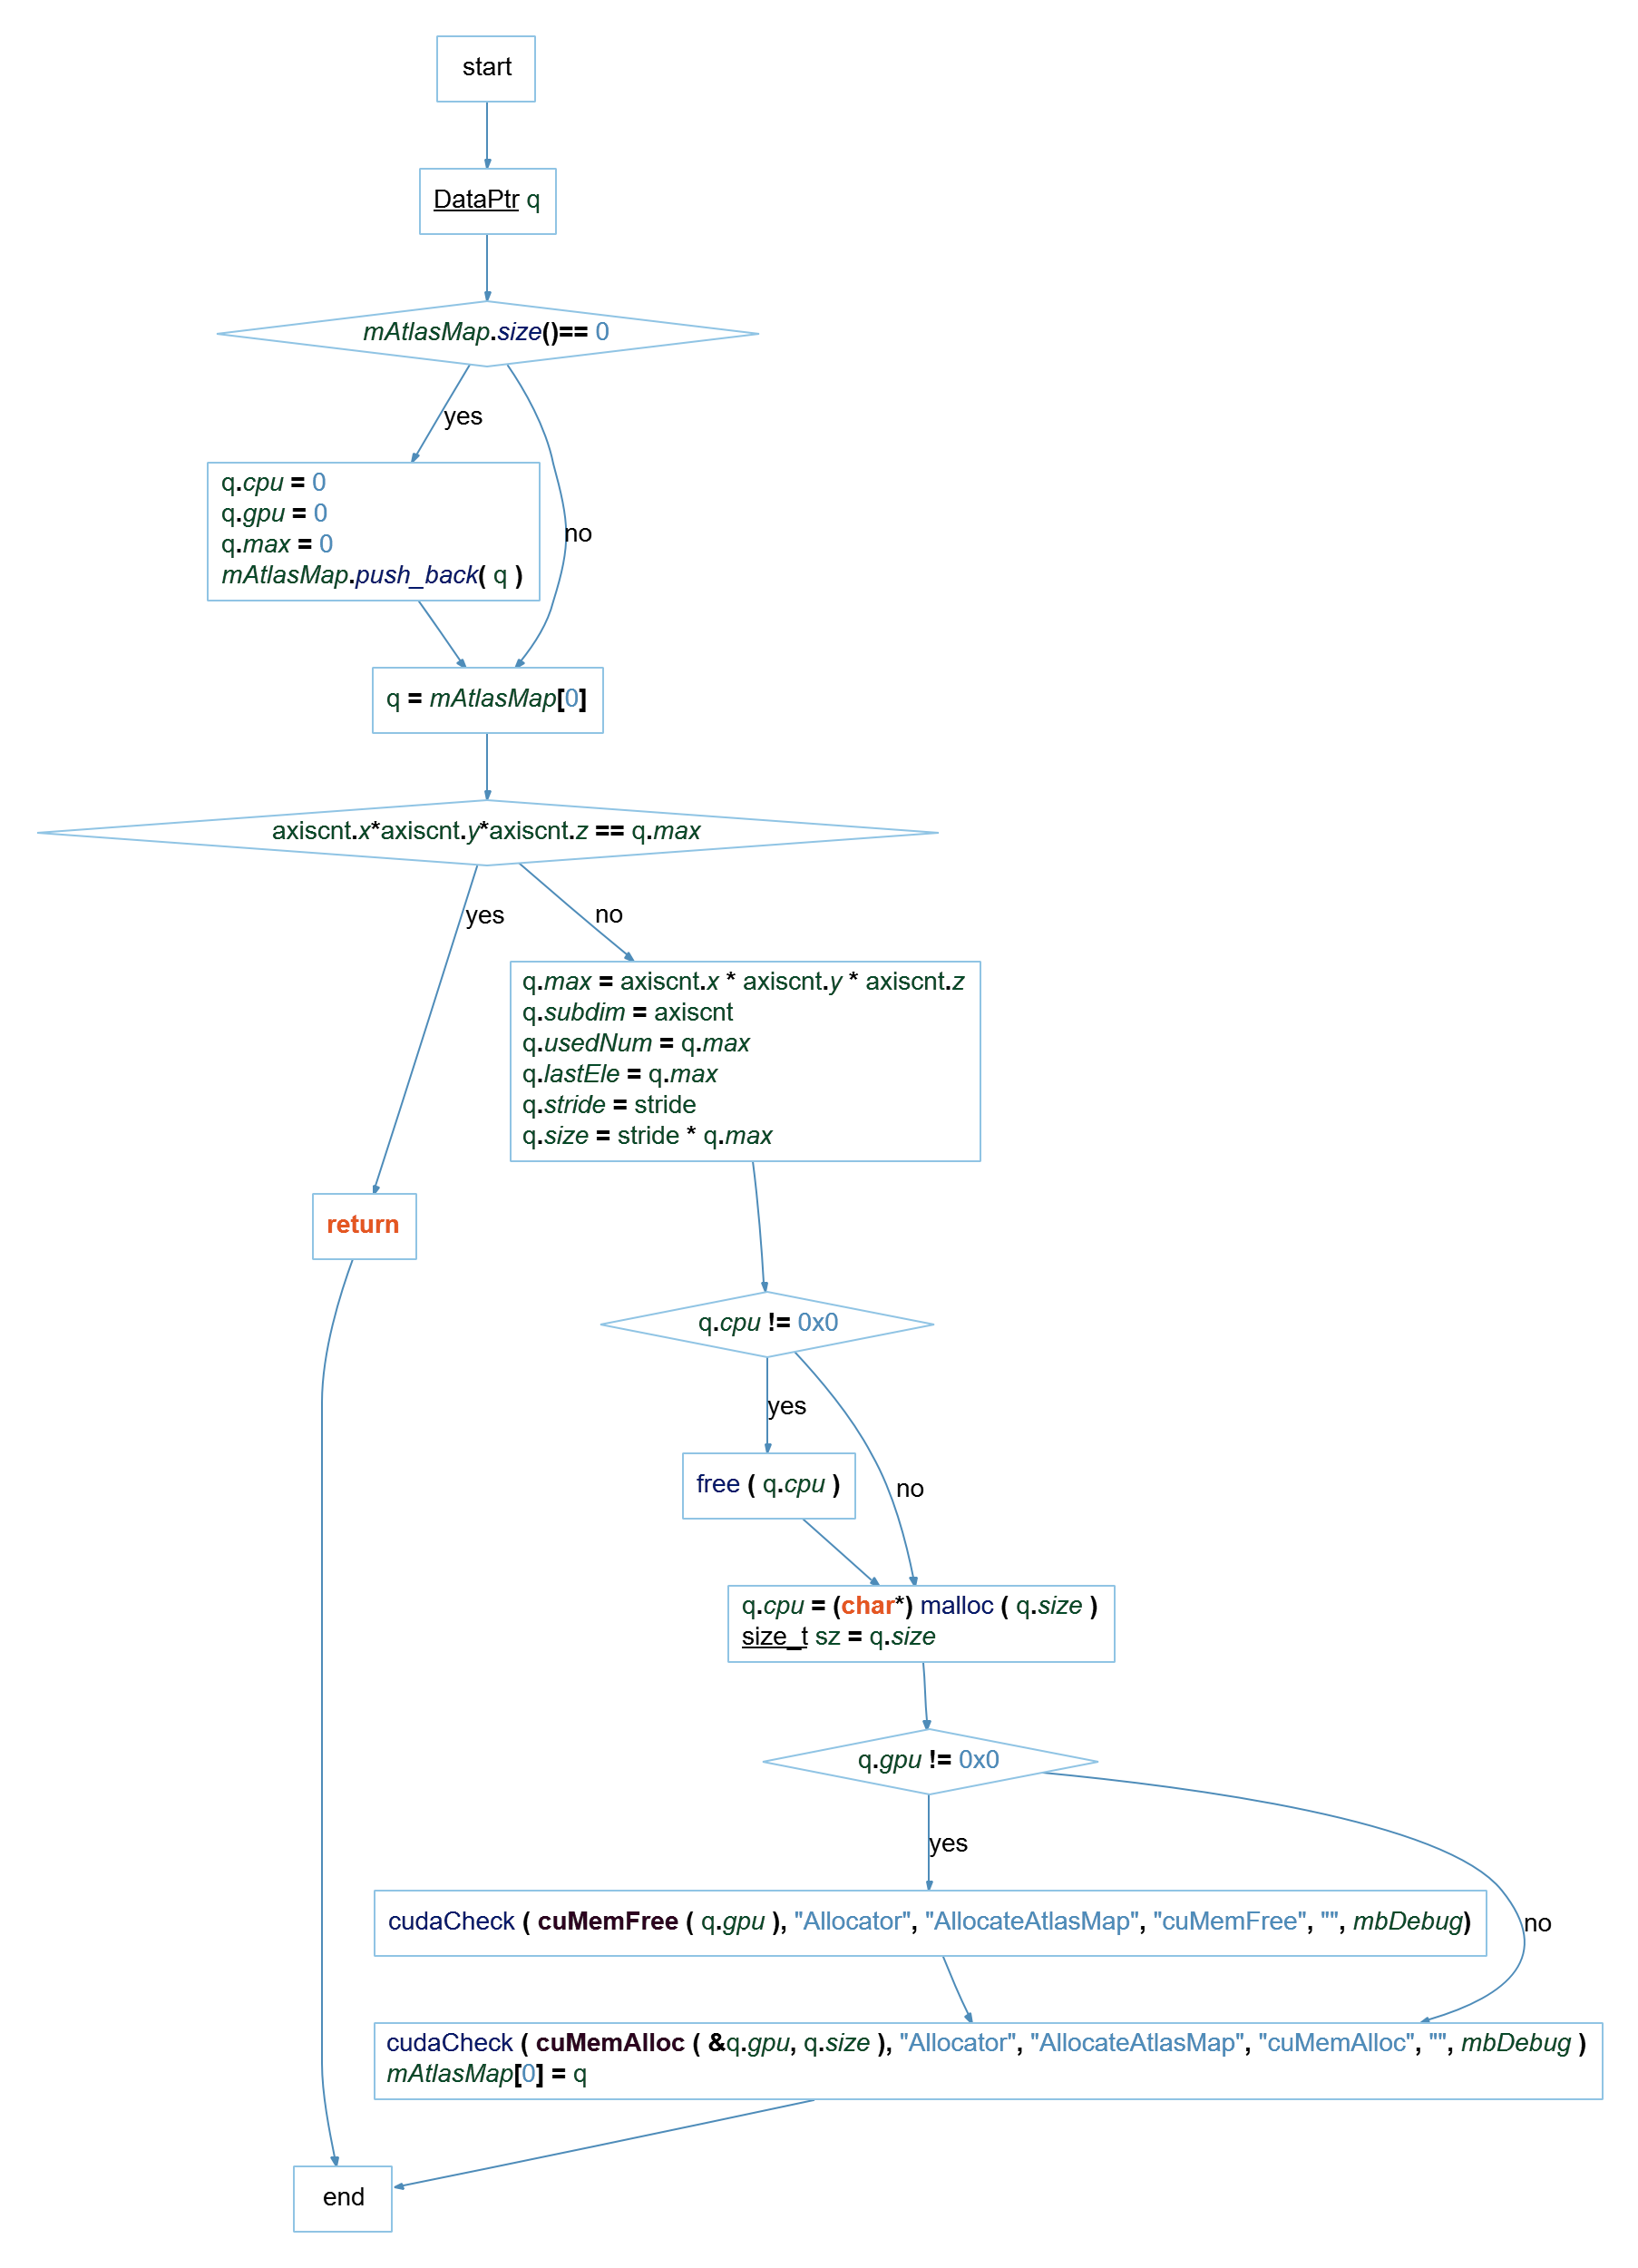 start
DataPtr q
mAtlasMap.size()== 0
yes
q.cpu = 0
q.gpu = 0
q.max = 0
mAtlasMap.push_back( q )
no
q = mAtlasMap[0]
axiscnt.x*axiscnt.y*axiscnt.z == q.max
yes
no
q.max = axiscnt.x * axiscnt.y * axiscnt.z
q.subdim = axiscnt
q.usedNum = q.max
q.lastEle = q.max
q.stride = stride
q.size = stride * q.max
return
q.cpu != 0x0
yes
free ( q.cpu )
no
q.cpu = (char*) malloc ( q.size )
size_t sz = q.size
q.gpu != 0x0
yes
cudaCheck ( cuMemFree ( q.gpu ), "Allocator", "AllocateAtlasMap", "cuMemFree", "", mbDebug)
no
cudaCheck ( cuMemAlloc ( &q.gpu, q.size ), "Allocator", "AllocateAtlasMap", "cuMemAlloc", "", mbDebug )
mAtlasMap[0] = q
end